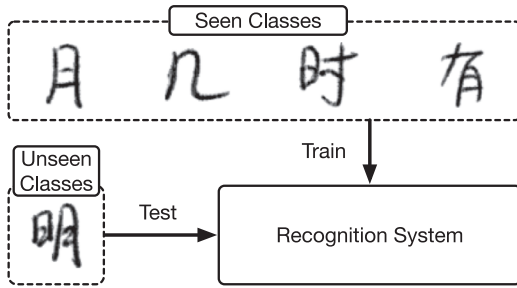 Seen Classes
月 几 时 有
Train
Unseen
Classes
明
Test
Recognition System